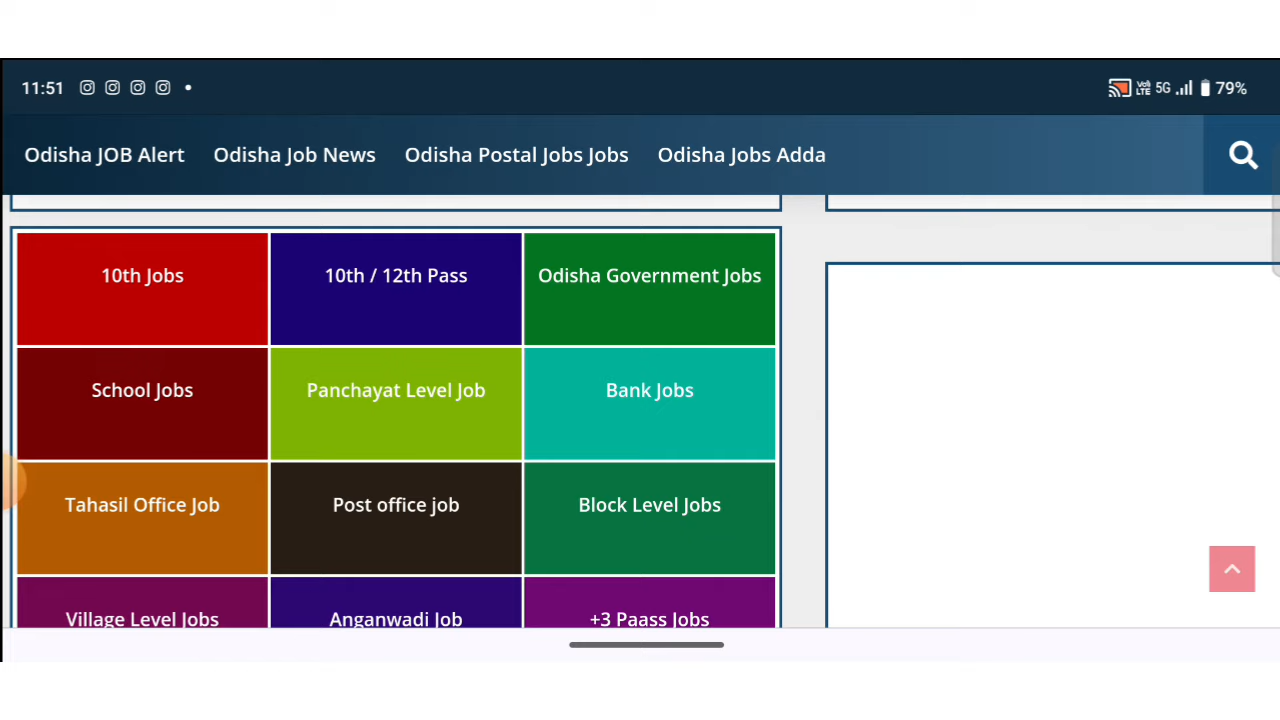 11:51
VoLTE 5G 79%
Odisha JOB Alert Odisha Job News Odisha Postal Jobs Jobs Odisha Jobs Adda
10th Jobs 10th / 12th Pass Odisha Government Jobs
School Jobs Panchayat Level Job Bank Jobs
Tahasil Office Job Post office job Block Level Jobs
Village Level Jobs Anganwadi Job +3 Paass Jobs